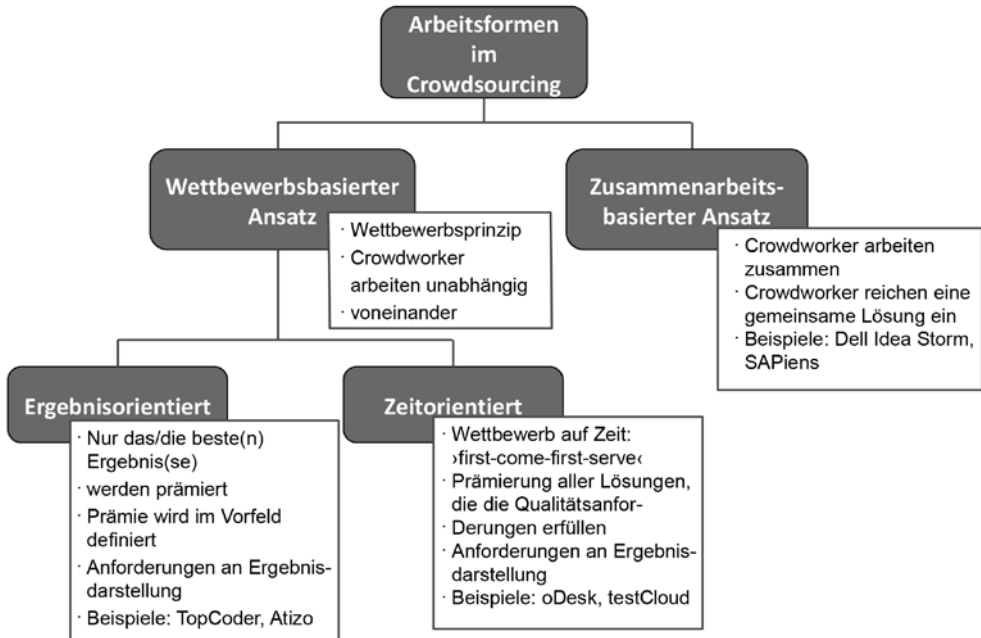 Arbeitsformen
im
Crowdsourcing
Wettbewerbsbasierter
Ansatz
· Wettbewerbsprinzip
· Crowdworker
arbeiten unabhängig
· voneinander
Zusammenarbeits-
basierter Ansatz
· Crowdworker arbeiten
zusammen
· Crowdworker reichen eine
gemeinsame Lösung ein
· Beispiele: Dell Idea Storm,
SAPiens
Ergebnisorientiert
· Nur das/die beste(n)
Ergebnis(se)
· werden prämiert
· Prämie wird im Vorfeld
definiert
· Anforderungen an Ergebnis-
darstellung
· Beispiele: TopCoder, Atizo
Zeitorientiert
· Wettbewerb auf Zeit:
›first-come-first-serve‹
· Prämierung aller Lösungen,
die die Qualitätsanfor-
· Derungen erfüllen
· Anforderungen an Ergebnis-
darstellung
· Beispiele: oDesk, testCloud